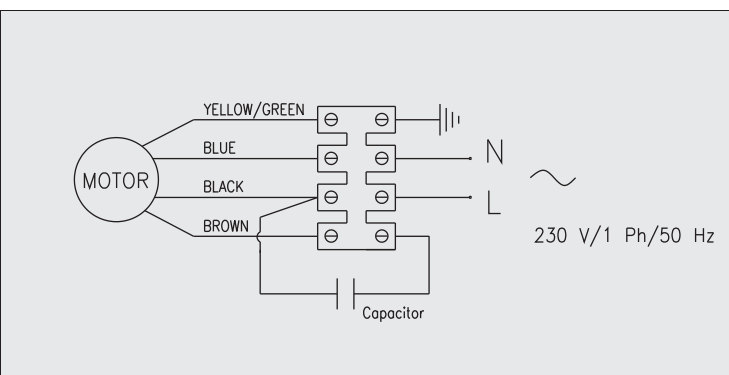 YELLOW/GREEN
BLUE
N
MOTOR
BLACK
L
BROWN
230 V/1 Ph/50 Hz
Capacitor